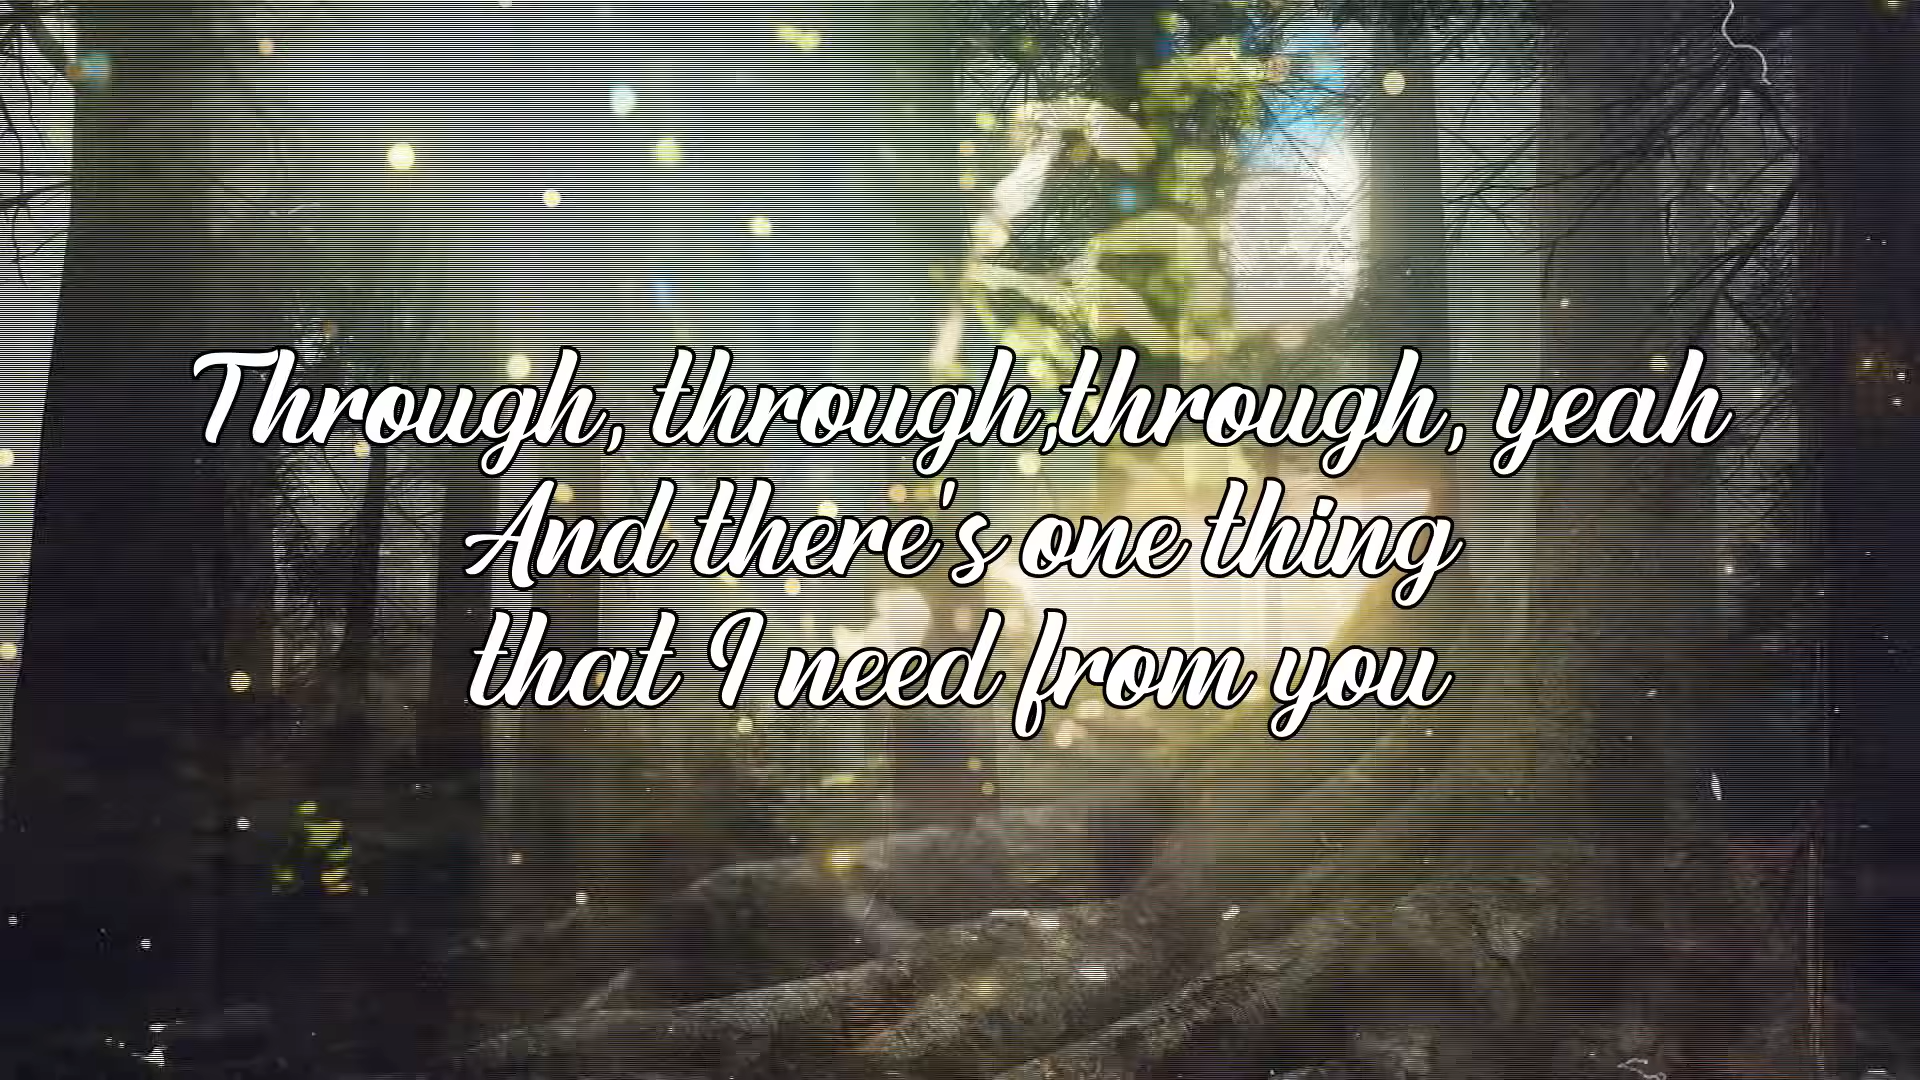 Through, through,through, yeah
And there's one thing
that I need from you